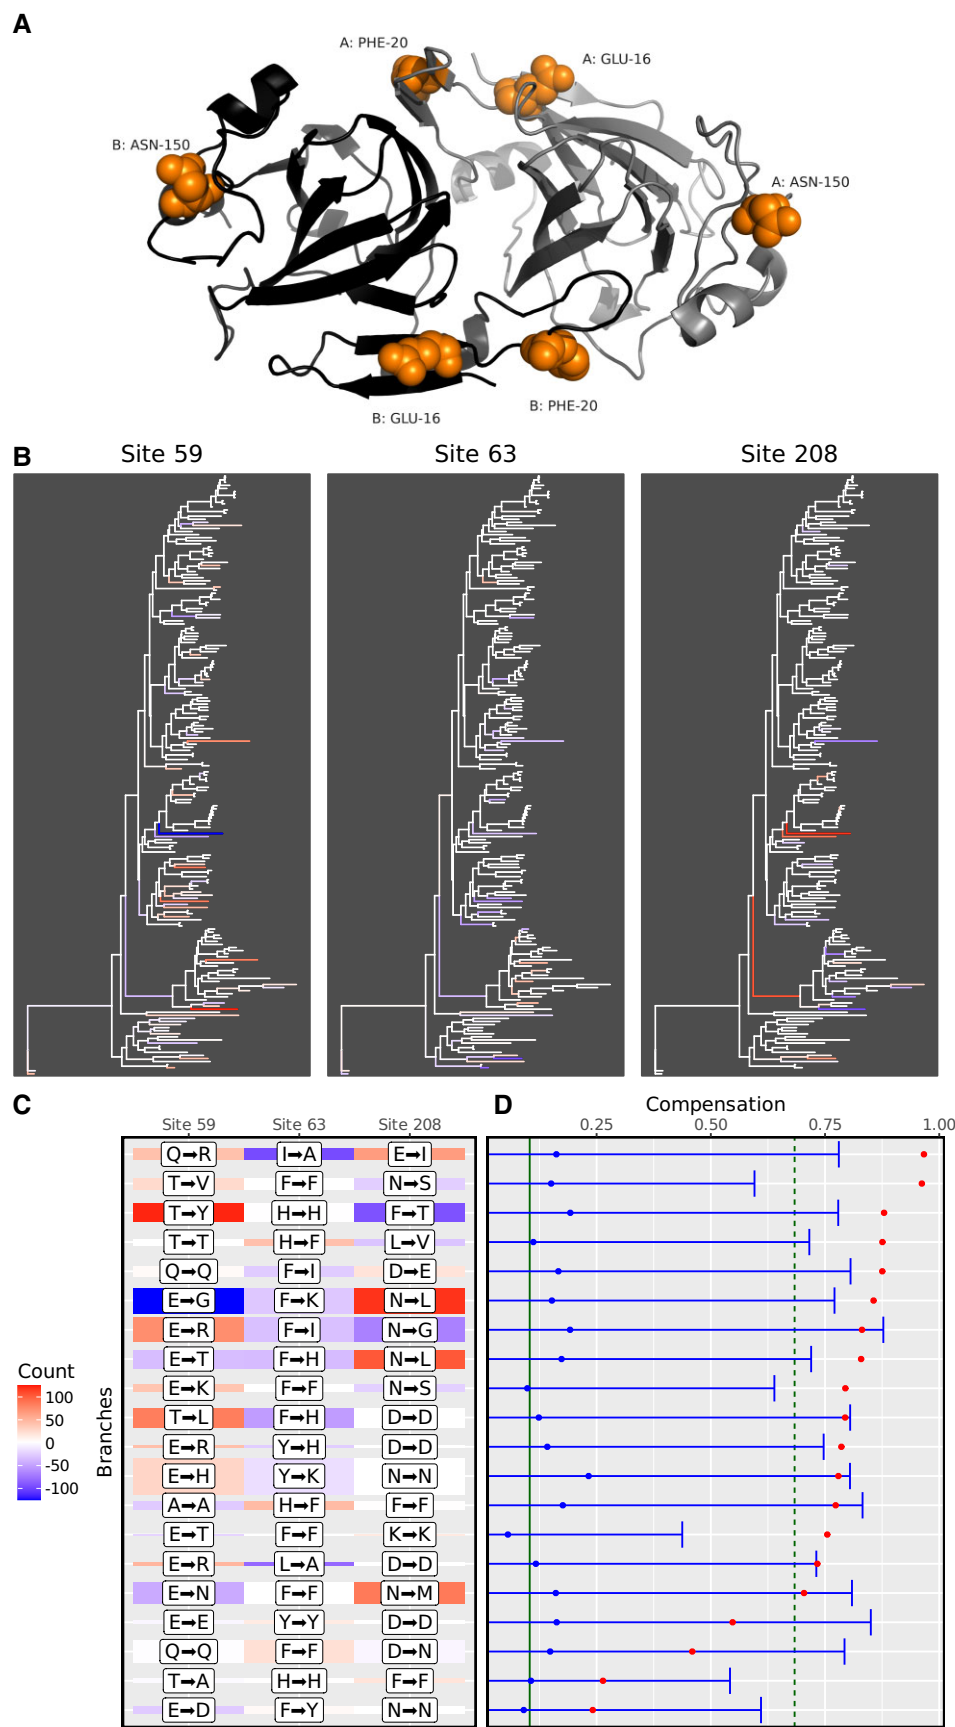 A
A: PHE-20
A: GLU-16
B: ASN-150
A: ASN-150
B: PHE-20
B: GLU-16
B
Site 59 Site 63 Site 208
C
D
Compensation
Site 59 Site 63 Site 208
0.25 0.50 0.75 1.00
Q→R I→A E→I
T→V F→F N→S
T→Y H→H F→T
T→T H→F L→V
Q→Q F→I D→E
E→G F→K N→L
E→R F→I N→G
E→T F→H N→L
E→K F→F N→S
T→L F→H D→D
E→R Y→H D→D
E→H Y→K N→N
A→A H→F F→F
E→T F→F K→K
E→R L→A D→D
E→N F→F N→M
E→E Y→Y D→D
Q→Q F→F D→N
T→A H→H F→F
E→D F→Y N→N
Branches
Count
100
50
0
-50
-100